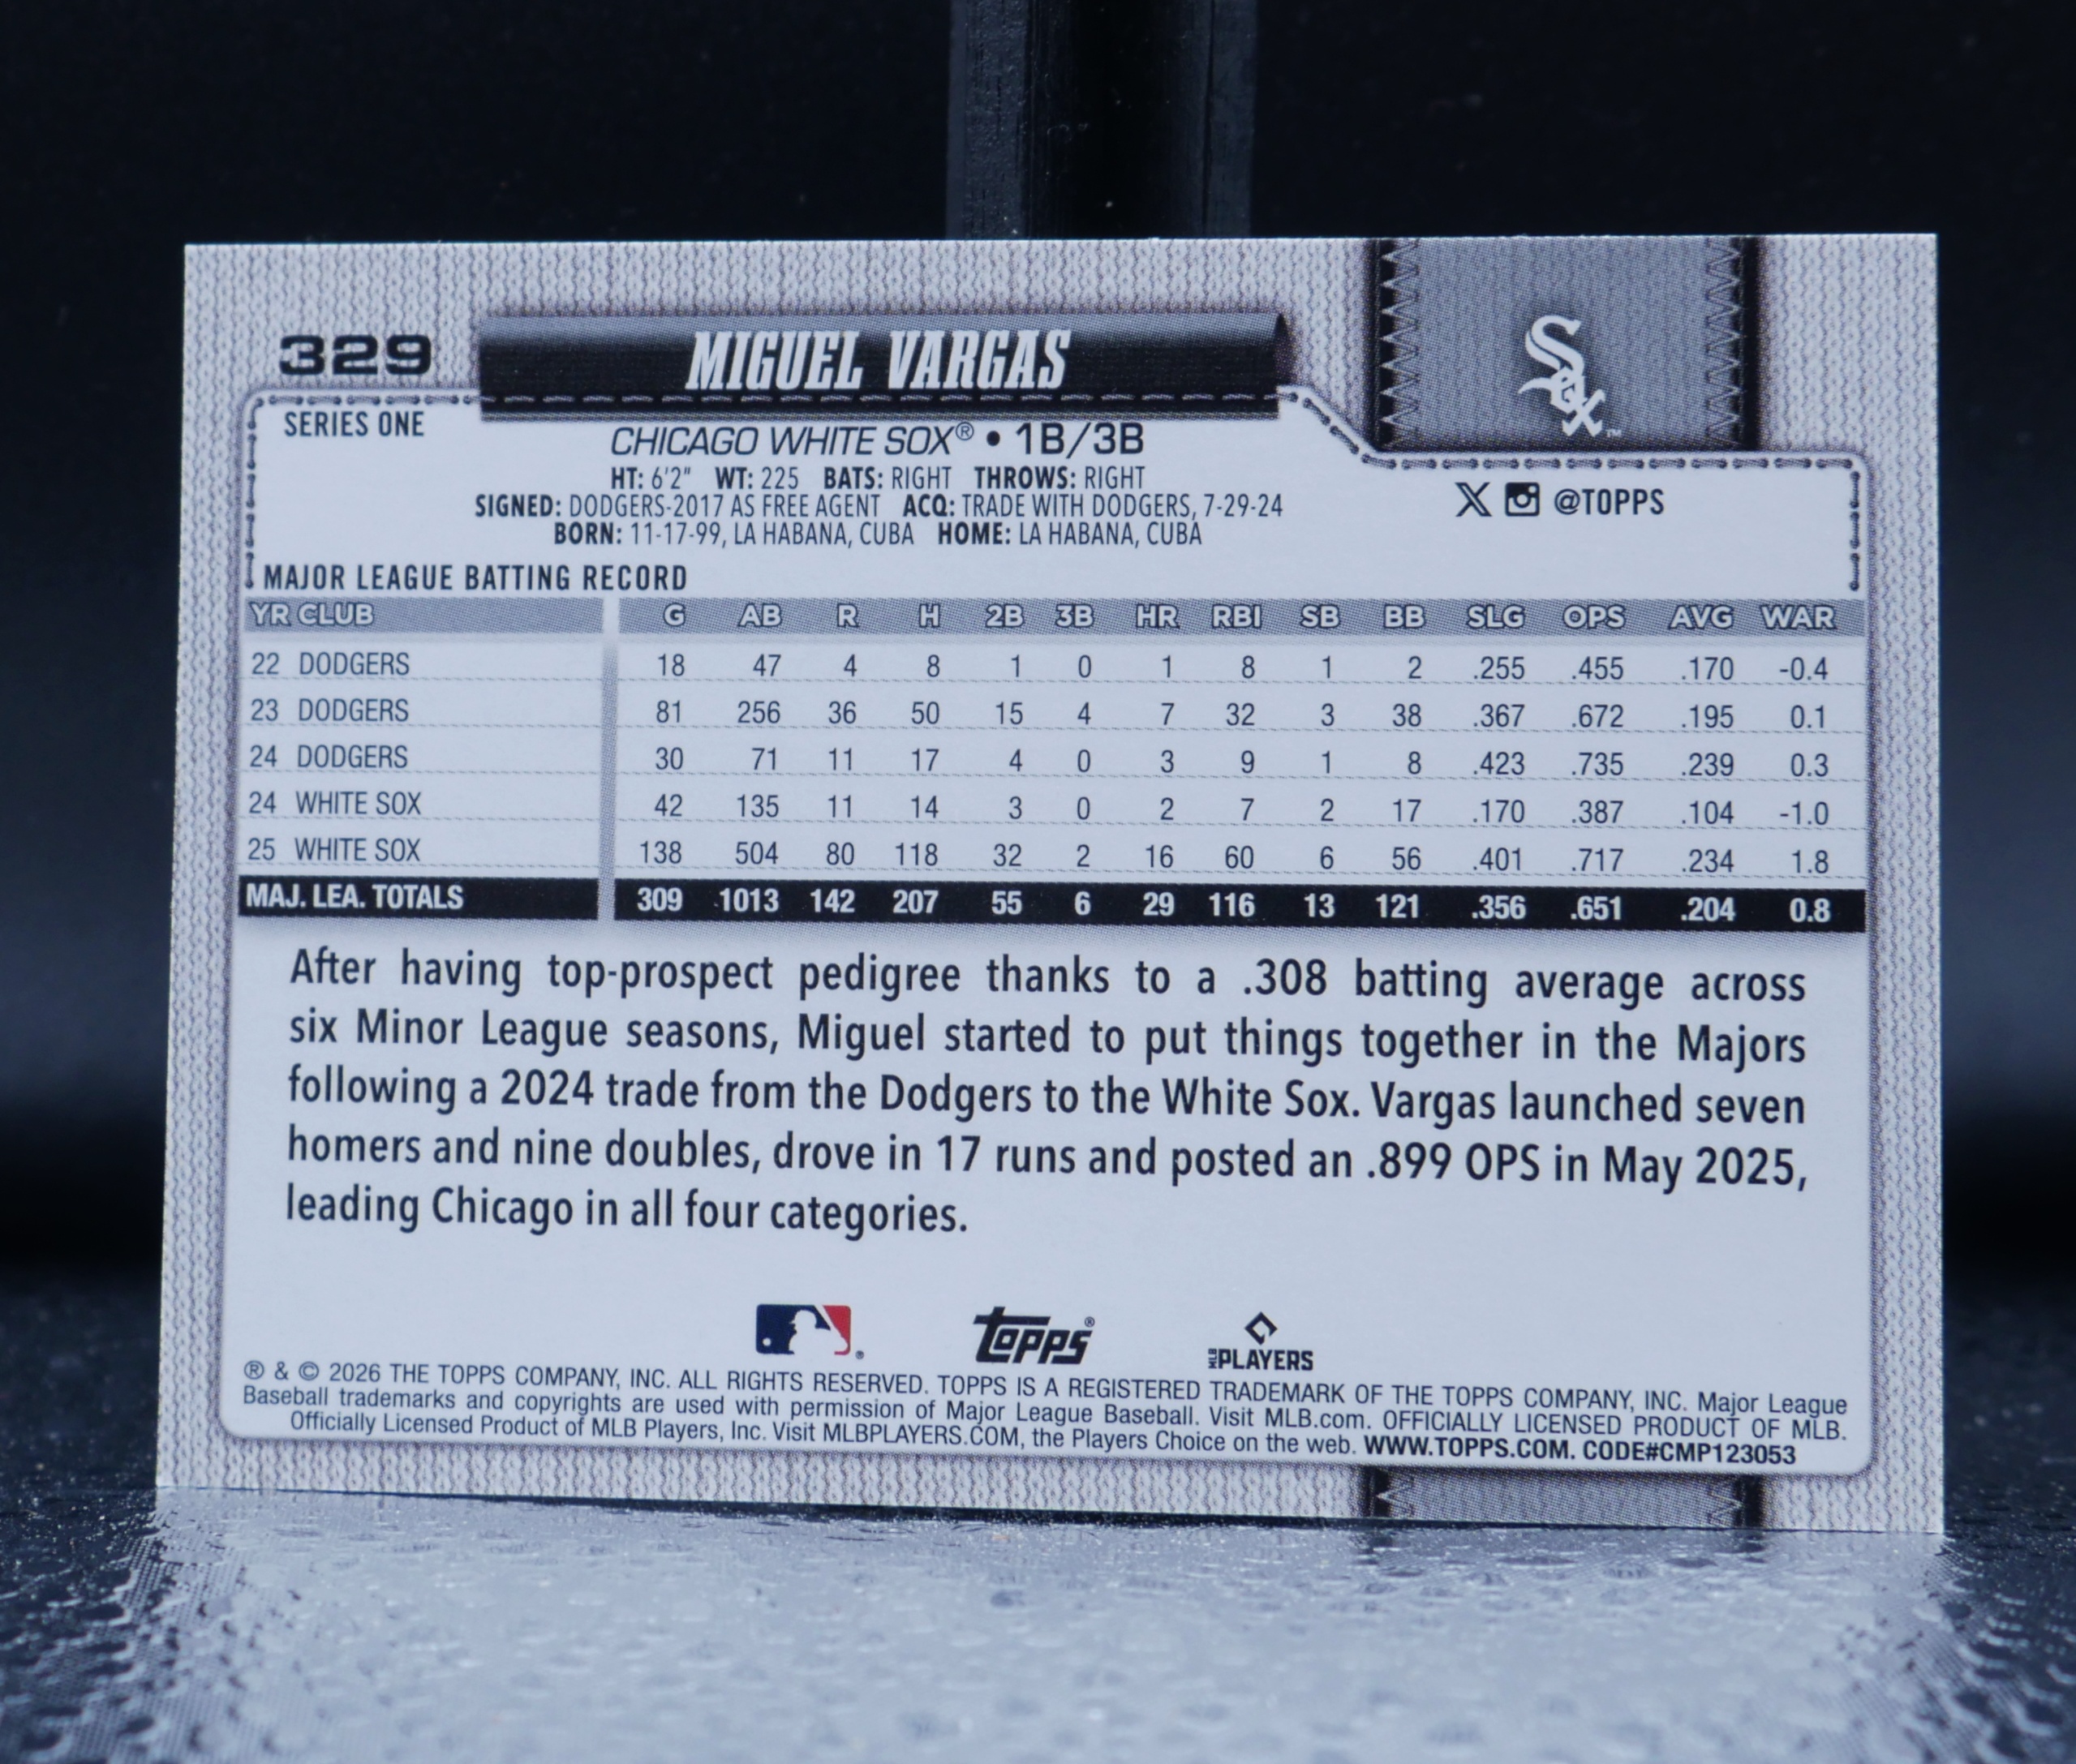 329
MIGUEL VARGAS
Sox™
SERIES ONE
CHICAGO WHITE SOX® • 1B/3B
HT: 6'2" WT: 225 BATS: RIGHT THROWS: RIGHT
SIGNED: DODGERS-2017 AS FREE AGENT ACQ: TRADE WITH DODGERS, 7-29-24
BORN: 11-17-99, LA HABANA, CUBA HOME: LA HABANA, CUBA
X @TOPPS
MAJOR LEAGUE BATTING RECORD
YR CLUB G AB R H 2B 3B HR RBI SB BB SLG OPS AVG WAR
22 DODGERS 18 47 4 8 1 0 1 8 1 2 .255 .455 .170 -0.4
23 DODGERS 81 256 36 50 15 4 7 32 3 38 .367 .672 .195 0.1
24 DODGERS 30 71 11 17 4 0 3 9 1 8 .423 .735 .239 0.3
24 WHITE SOX 42 135 11 14 3 0 2 7 2 17 .170 .387 .104 -1.0
25 WHITE SOX 138 504 80 118 32 2 16 60 6 56 .401 .717 .234 1.8
MAJ. LEA. TOTALS 309 1013 142 207 55 6 29 116 13 121 .356 .651 .204 0.8
After having top-prospect pedigree thanks to a .308 batting average across
six Minor League seasons, Miguel started to put things together in the Majors
following a 2024 trade from the Dodgers to the White Sox. Vargas launched seven
homers and nine doubles, drove in 17 runs and posted an .899 OPS in May 2025,
leading Chicago in all four categories.
topps®
MLB PLAYERS
® & © 2026 THE TOPPS COMPANY, INC. ALL RIGHTS RESERVED. TOPPS IS A REGISTERED TRADEMARK OF THE TOPPS COMPANY, INC. Major League
Baseball trademarks and copyrights are used with permission of Major League Baseball. Visit MLB.com. OFFICIALLY LICENSED PRODUCT OF MLB.
Officially Licensed Product of MLB Players, Inc. Visit MLBPLAYERS.COM, the Players Choice on the web. WWW.TOPPS.COM. CODE#CMP123053